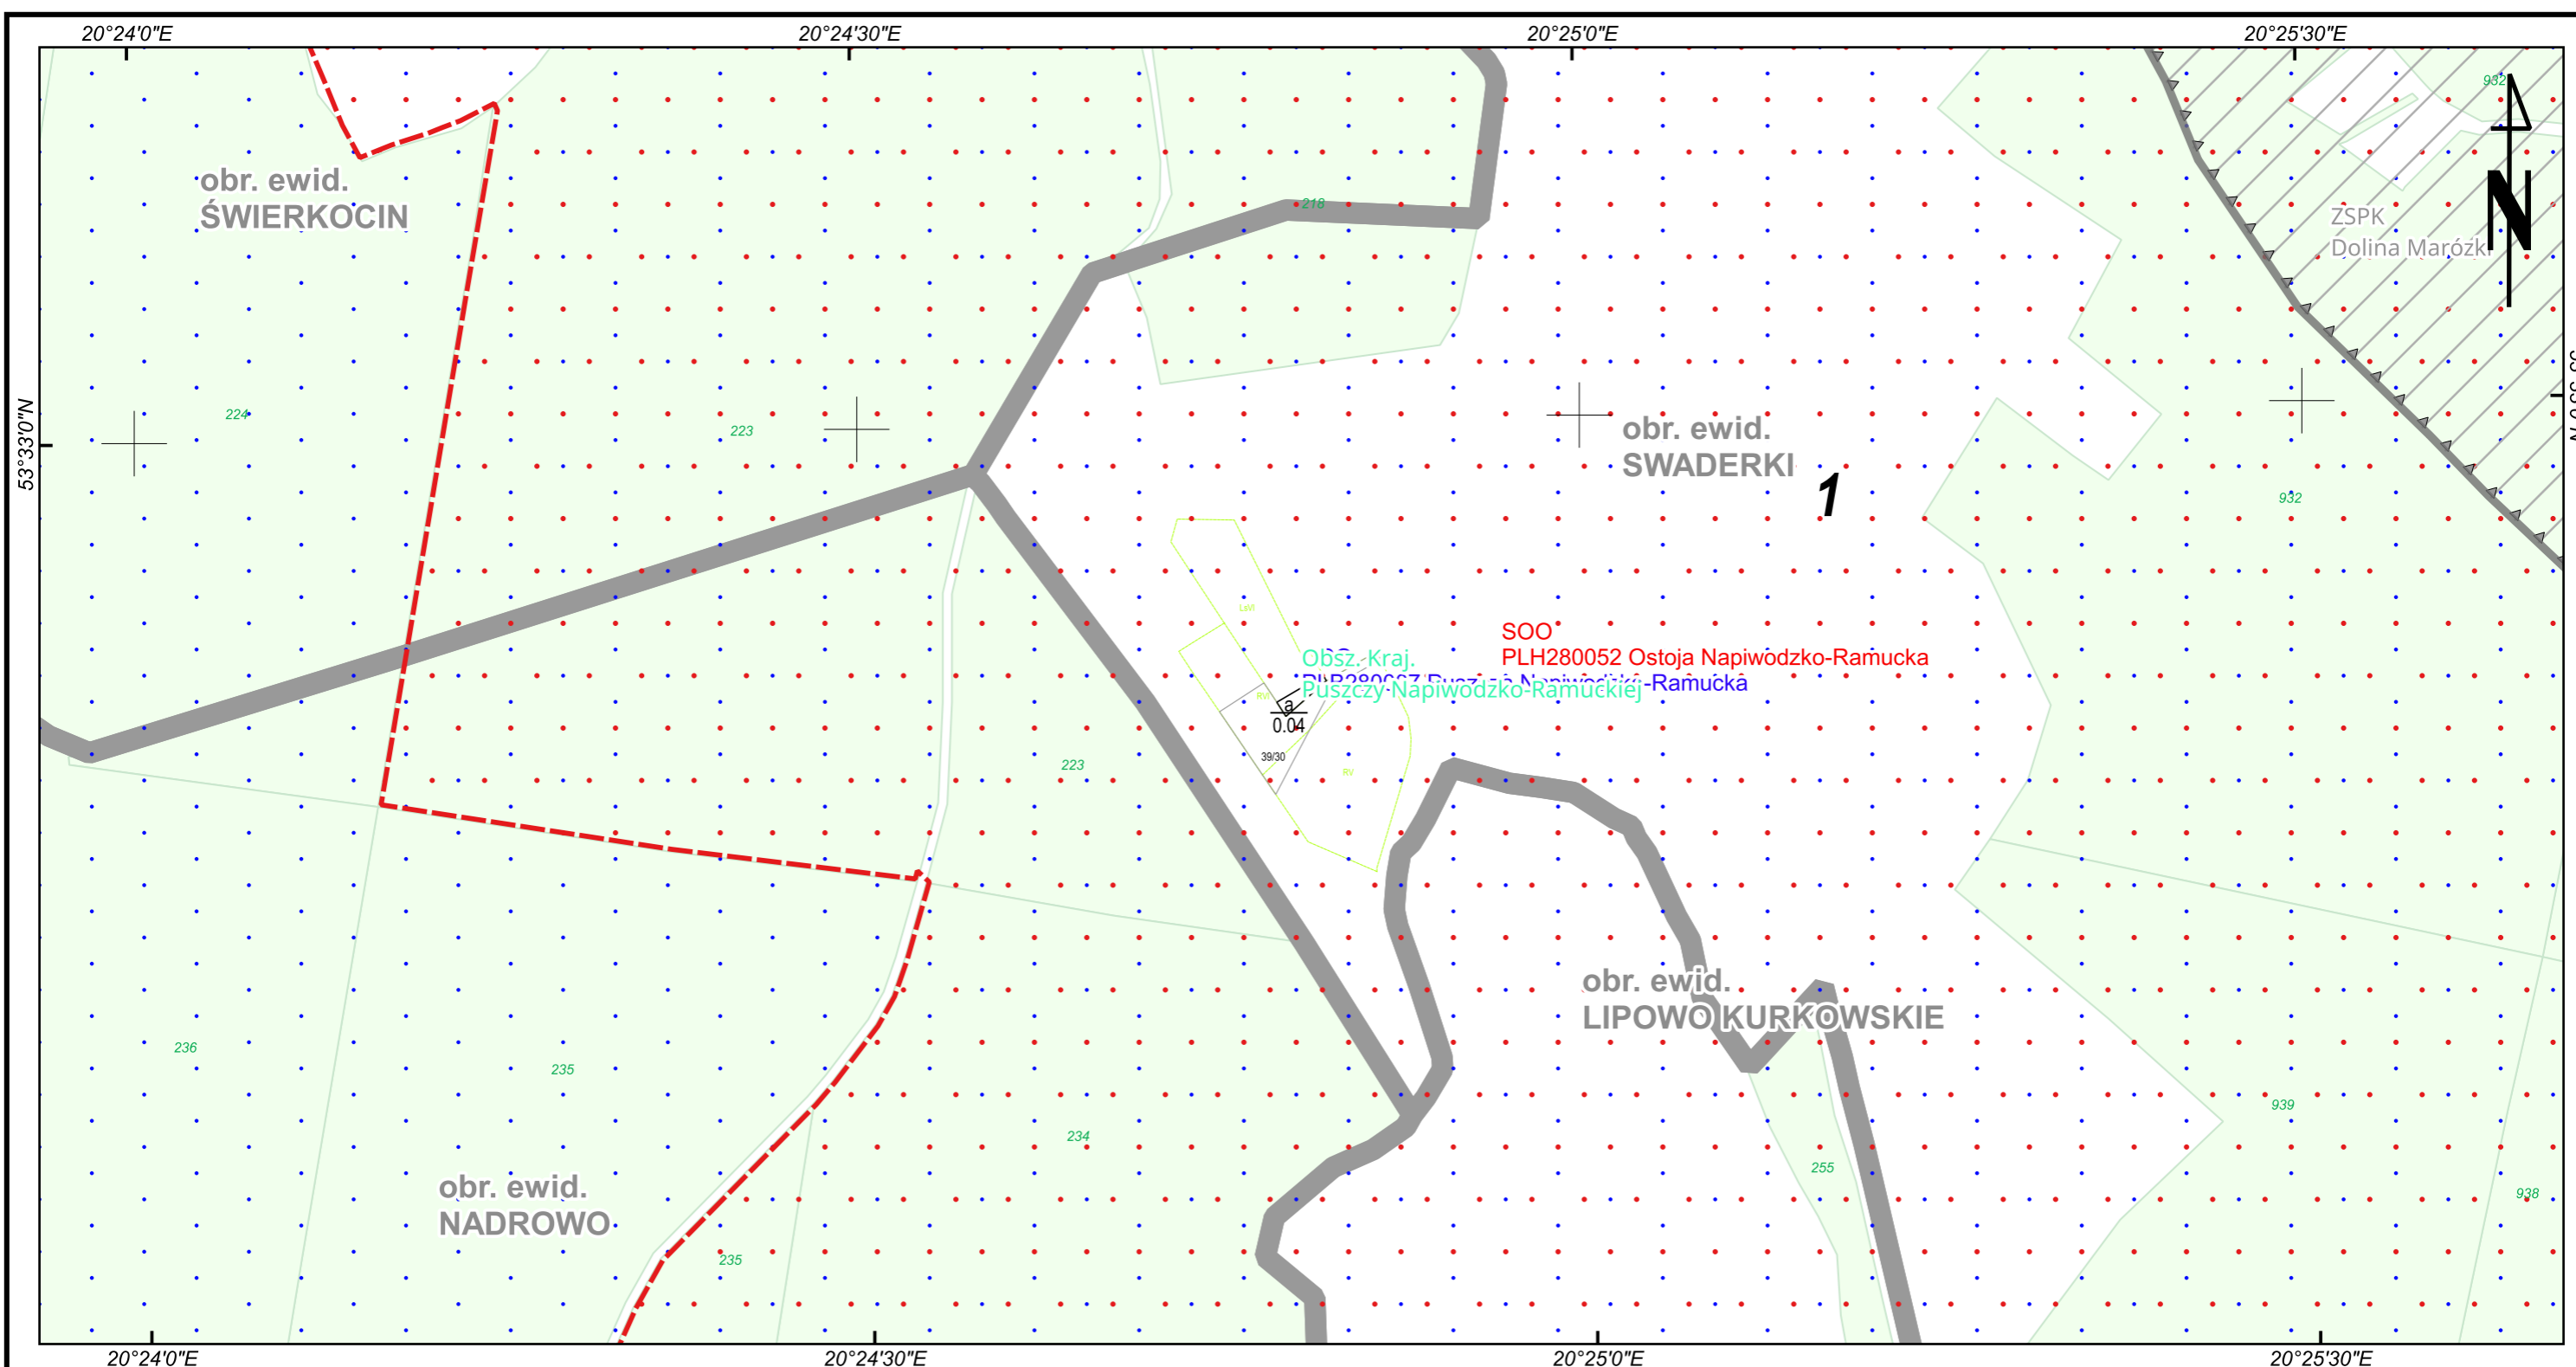 20°24'0"E
20°24'30"E
20°25'0"E
20°25'30"E
932
obr. ewid.
ŚWIERKOCIN
218
ZSPK
Dolina Marózki
N
53°33'0"N
224
223
obr. ewid.
SWADERKI
1
932
LsVI
SOO
PLH280052 Ostoja Napiwodzko-Ramucka
Obsz. Kraj.
Puszczy Napiwodzko-Ramuckiej
-Ramucka
RVI
a
0.04
39/30
RV
223
obr. ewid.
LIPOWO KURKOWSKIE
236
235
234
939
255
938
obr. ewid.
NADROWO
235
20°24'0"E
20°24'30"E
20°25'0"E
20°25'30"E